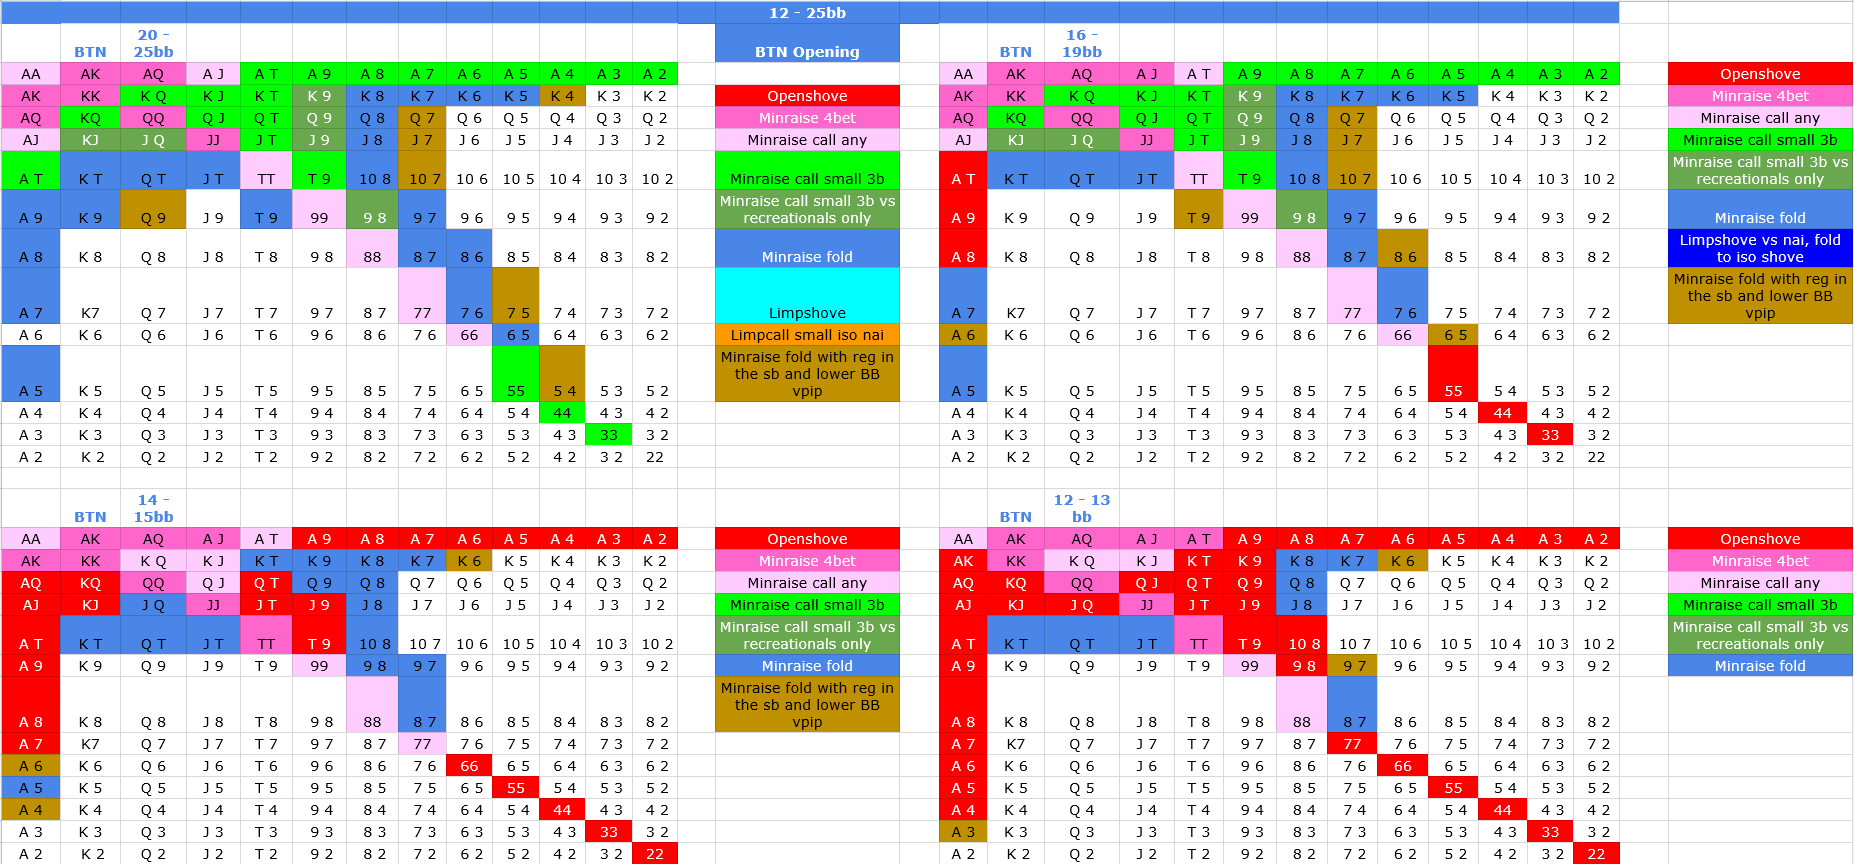 12 - 25bb
BTN 20 - 25bb BTN Opening BTN 16 - 19bb
AA AK AQ A J A T A 9 A 8 A 7 A 6 A 5 A 4 A 3 A 2 AA AK AQ A J A T A 9 A 8 A 7 A 6 A 5 A 4 A 3 A 2 Openshove
AK KK K Q K J K T K 9 K 8 K 7 K 6 K 5 K 4 K 3 K 2 Openshove AK KK K Q K J K T K 9 K 8 K 7 K 6 K 5 K 4 K 3 K 2 Minraise 4bet
AQ KQ QQ Q J Q T Q 9 Q 8 Q 7 Q 6 Q 5 Q 4 Q 3 Q 2 Minraise 4bet AQ KQ QQ Q J Q T Q 9 Q 8 Q 7 Q 6 Q 5 Q 4 Q 3 Q 2 Minraise call any
AJ KJ J Q JJ J T J 9 J 8 J 7 J 6 J 5 J 4 J 3 J 2 Minraise call any AJ KJ J Q JJ J T J 9 J 8 J 7 J 6 J 5 J 4 J 3 J 2 Minraise call small 3b
A T K T Q T J T TT T 9 10 8 10 7 10 6 10 5 10 4 10 3 10 2 Minraise call small 3b A T K T Q T J T TT T 9 10 8 10 7 10 6 10 5 10 4 10 3 10 2 Minraise call small 3b vs recreationals only
A 9 K 9 Q 9 J 9 T 9 99 9 8 9 7 9 6 9 5 9 4 9 3 9 2 Minraise call small 3b vs recreationals only A 9 K 9 Q 9 J 9 T 9 99 9 8 9 7 9 6 9 5 9 4 9 3 9 2 Minraise fold
A 8 K 8 Q 8 J 8 T 8 9 8 88 8 7 8 6 8 5 8 4 8 3 8 2 Minraise fold A 8 K 8 Q 8 J 8 T 8 9 8 88 8 7 8 6 8 5 8 4 8 3 8 2 Limpshove vs nai, fold to iso shove
A 7 K7 Q 7 J 7 T 7 9 7 8 7 77 7 6 7 5 7 4 7 3 7 2 Limpshove A 7 K7 Q 7 J 7 T 7 9 7 8 7 77 7 6 7 5 7 4 7 3 7 2 Minraise fold with reg in the sb and lower BB vpip
A 6 K 6 Q 6 J 6 T 6 9 6 8 6 7 6 66 6 5 6 4 6 3 6 2 Limpcall small iso nai A 6 K 6 Q 6 J 6 T 6 9 6 8 6 7 6 66 6 5 6 4 6 3 6 2
A 5 K 5 Q 5 J 5 T 5 9 5 8 5 7 5 6 5 55 5 4 5 3 5 2 Minraise fold with reg in the sb and lower BB vpip A 5 K 5 Q 5 J 5 T 5 9 5 8 5 7 5 6 5 55 5 4 5 3 5 2
A 4 K 4 Q 4 J 4 T 4 9 4 8 4 7 4 6 4 5 4 44 4 3 4 2 A 4 K 4 Q 4 J 4 T 4 9 4 8 4 7 4 6 4 5 4 44 4 3 4 2
A 3 K 3 Q 3 J 3 T 3 9 3 8 3 7 3 6 3 5 3 4 3 33 3 2 A 3 K 3 Q 3 J 3 T 3 9 3 8 3 7 3 6 3 5 3 4 3 33 3 2
A 2 K 2 Q 2 J 2 T 2 9 2 8 2 7 2 6 2 5 2 4 2 3 2 22 A 2 K 2 Q 2 J 2 T 2 9 2 8 2 7 2 6 2 5 2 4 2 3 2 22
BTN 14 - 15bb BTN 12 - 13 bb
AA AK AQ A J A T A 9 A 8 A 7 A 6 A 5 A 4 A 3 A 2 Openshove AA AK AQ A J A T A 9 A 8 A 7 A 6 A 5 A 4 A 3 A 2 Openshove
AK KK K Q K J K T K 9 K 8 K 7 K 6 K 5 K 4 K 3 K 2 Minraise 4bet AK KK K Q K J K T K 9 K 8 K 7 K 6 K 5 K 4 K 3 K 2 Minraise 4bet
AQ KQ QQ Q J Q T Q 9 Q 8 Q 7 Q 6 Q 5 Q 4 Q 3 Q 2 Minraise call any AQ KQ QQ Q J Q T Q 9 Q 8 Q 7 Q 6 Q 5 Q 4 Q 3 Q 2 Minraise call any
AJ KJ J Q JJ J T J 9 J 8 J 7 J 6 J 5 J 4 J 3 J 2 Minraise call small 3b AJ KJ J Q JJ J T J 9 J 8 J 7 J 6 J 5 J 4 J 3 J 2 Minraise call small 3b
A T K T Q T J T TT T 9 10 8 10 7 10 6 10 5 10 4 10 3 10 2 Minraise call small 3b vs recreationals only A T K T Q T J T TT T 9 10 8 10 7 10 6 10 5 10 4 10 3 10 2 Minraise call small 3b vs recreationals only
A 9 K 9 Q 9 J 9 T 9 99 9 8 9 7 9 6 9 5 9 4 9 3 9 2 Minraise fold A 9 K 9 Q 9 J 9 T 9 99 9 8 9 7 9 6 9 5 9 4 9 3 9 2 Minraise fold
A 8 K 8 Q 8 J 8 T 8 9 8 88 8 7 8 6 8 5 8 4 8 3 8 2 Minraise fold with reg in the sb and lower BB vpip A 8 K 8 Q 8 J 8 T 8 9 8 88 8 7 8 6 8 5 8 4 8 3 8 2
A 7 K7 Q 7 J 7 T 7 9 7 8 7 77 7 6 7 5 7 4 7 3 7 2 A 7 K7 Q 7 J 7 T 7 9 7 8 7 77 7 6 7 5 7 4 7 3 7 2
A 6 K 6 Q 6 J 6 T 6 9 6 8 6 7 6 66 6 5 6 4 6 3 6 2 A 6 K 6 Q 6 J 6 T 6 9 6 8 6 7 6 66 6 5 6 4 6 3 6 2
A 5 K 5 Q 5 J 5 T 5 9 5 8 5 7 5 6 5 55 5 4 5 3 5 2 A 5 K 5 Q 5 J 5 T 5 9 5 8 5 7 5 6 5 55 5 4 5 3 5 2
A 4 K 4 Q 4 J 4 T 4 9 4 8 4 7 4 6 4 5 4 44 4 3 4 2 A 4 K 4 Q 4 J 4 T 4 9 4 8 4 7 4 6 4 5 4 44 4 3 4 2
A 3 K 3 Q 3 J 3 T 3 9 3 8 3 7 3 6 3 5 3 4 3 33 3 2 A 3 K 3 Q 3 J 3 T 3 9 3 8 3 7 3 6 3 5 3 4 3 33 3 2
A 2 K 2 Q 2 J 2 T 2 9 2 8 2 7 2 6 2 5 2 4 2 3 2 22 A 2 K 2 Q 2 J 2 T 2 9 2 8 2 7 2 6 2 5 2 4 2 3 2 22